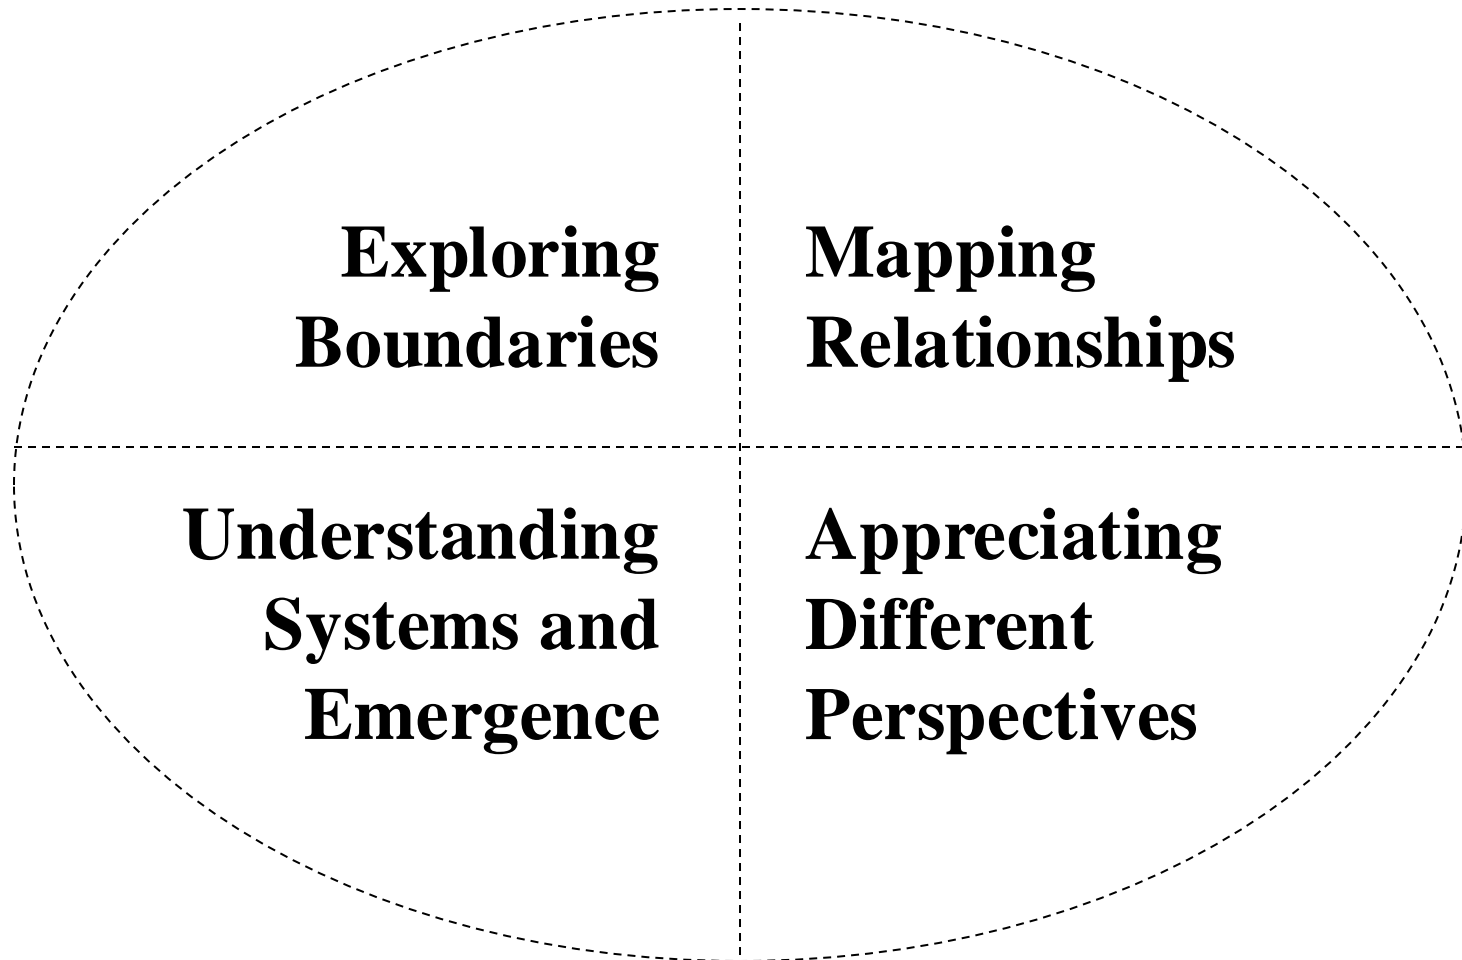 Exploring
Boundaries
Mapping
Relationships
Understanding
Systems and
Emergence
Appreciating
Different
Perspectives